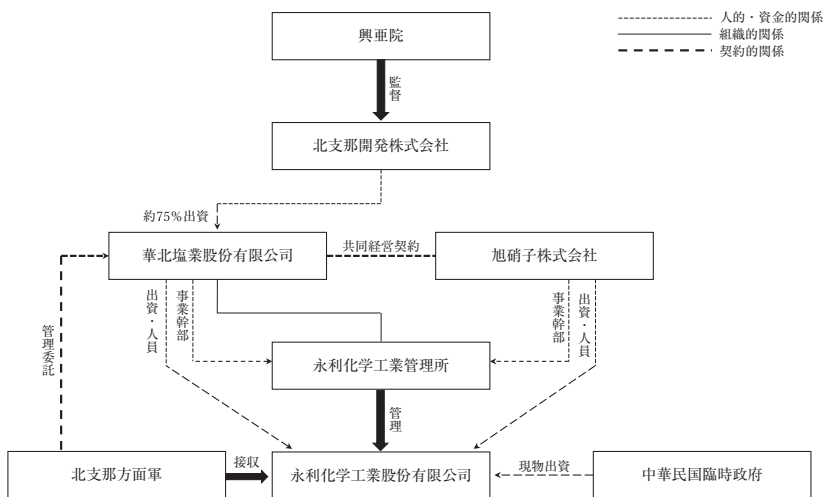 興亜院
人的・資金的関係
組織的関係
契約的関係
監督
北支那開発株式会社
約75%出資
華北塩業股份有限公司
共同経営契約
旭硝子株式会社
出資・人員
事業幹部
事業幹部
出資・人員
管理委託
永利化学工業管理所
管理
北支那方面軍
接収
永利化学工業股份有限公司
現物出資
中華民国臨時政府